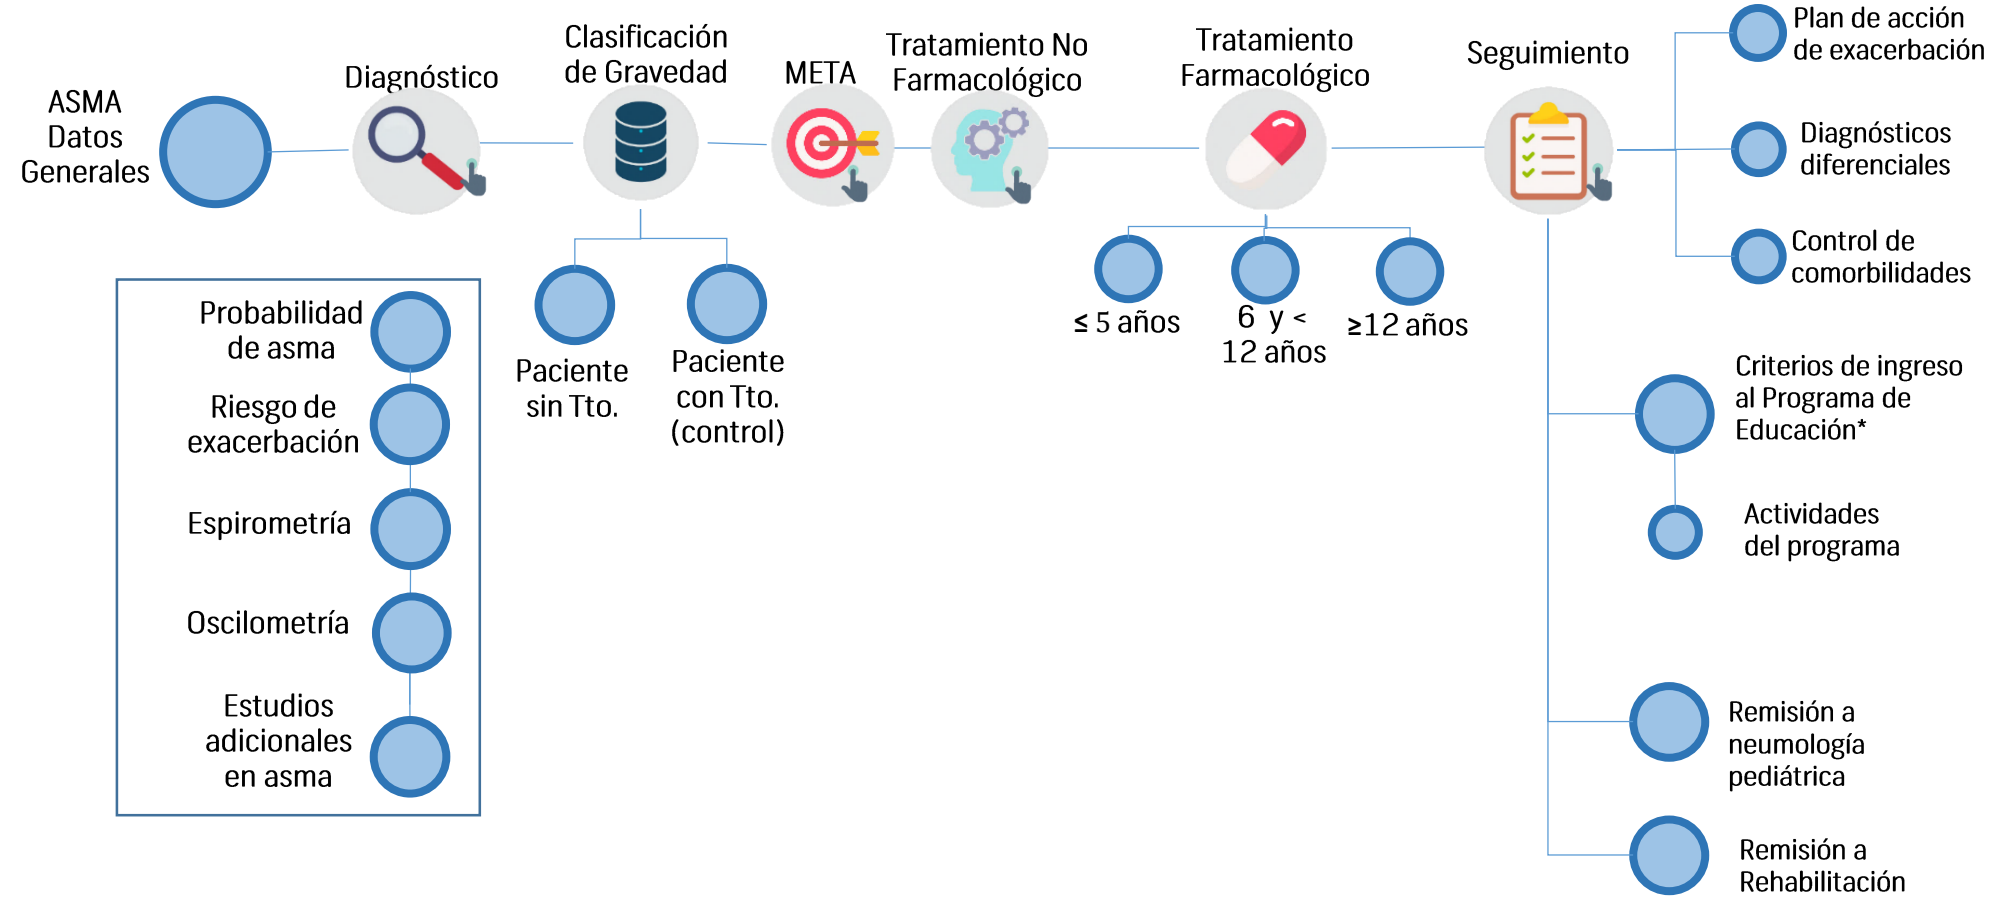 ASMA
Datos
Generales
Diagnóstico
Clasificación
de Gravedad
META
Tratamiento No
Farmacológico
Tratamiento
Farmacológico
Seguimiento
Plan de acción
de exacerbación
Diagnósticos
diferenciales
Control de
comorbilidades
Probabilidad
de asma
Riesgo de
exacerbación
Espirometría
Oscilometría
Estudios
adicionales
en asma
Paciente
sin Tto.
Paciente
con Tto.
(control)
≤ 5 años
6 y <
12 años
≥12 años
Criterios de ingreso
al Programa de
Educación*
Actividades
del programa
Remisión a
neumología
pediátrica
Remisión a
Rehabilitación